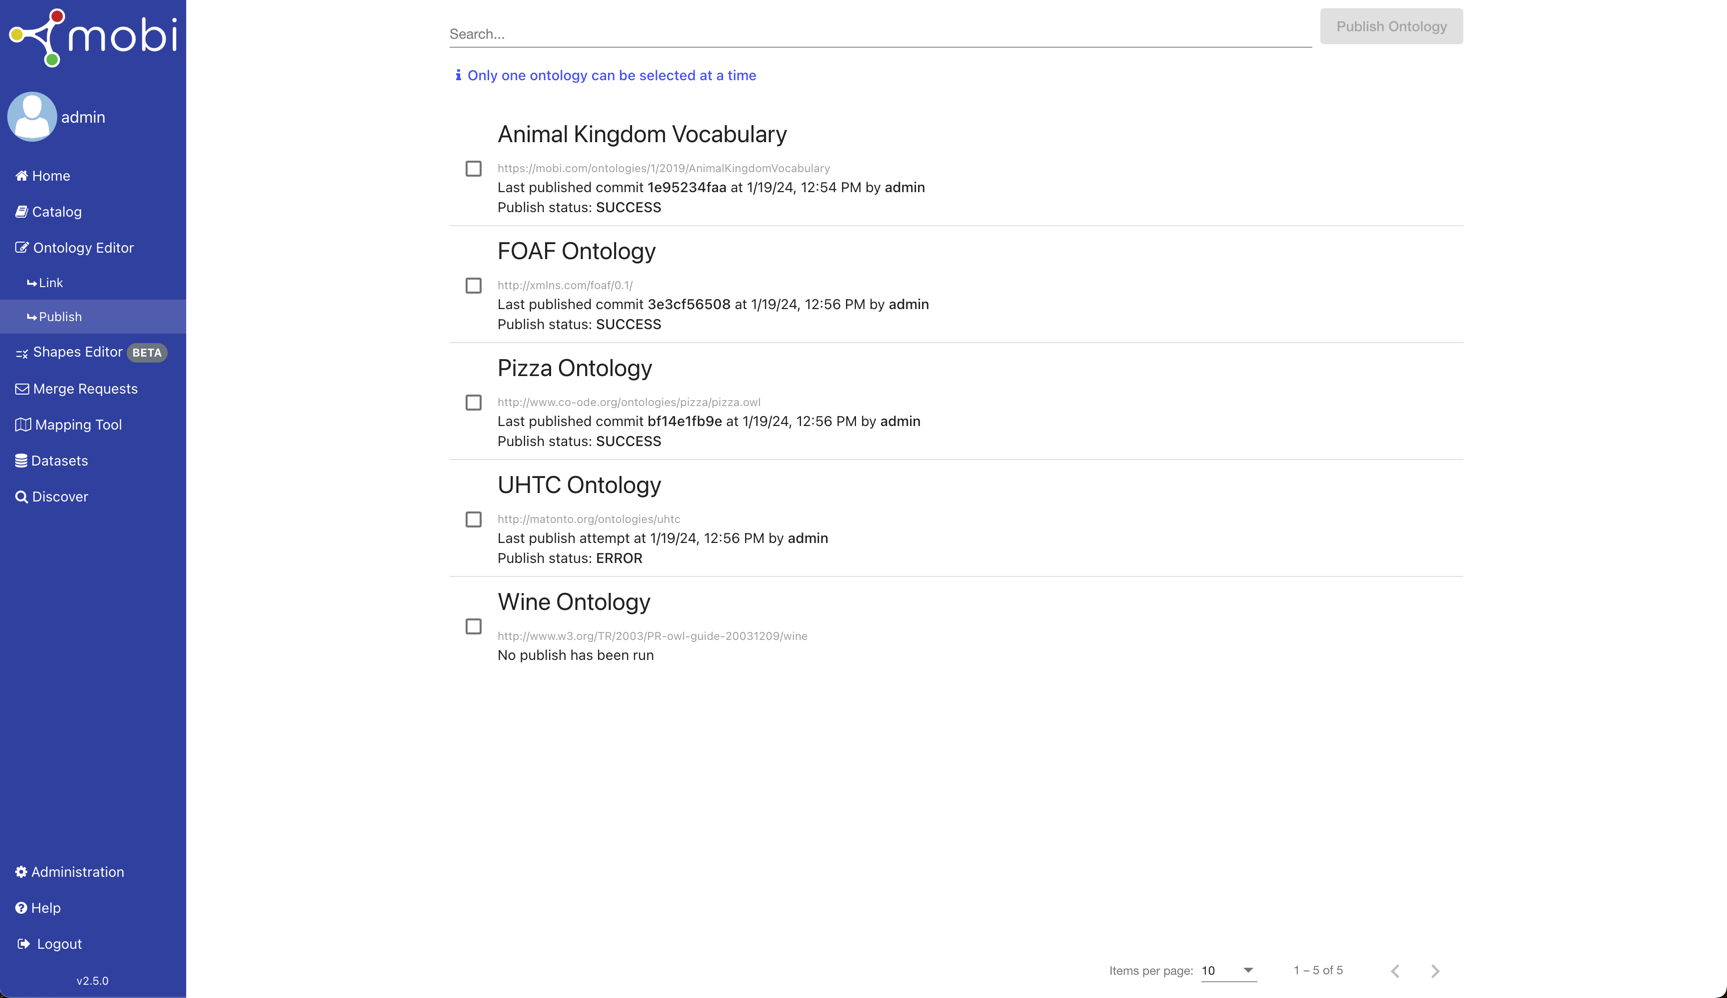 mobi
admin
Home
Catalog
Ontology Editor
Link
Publish
Shapes Editor BETA
Merge Requests
Mapping Tool
Datasets
Discover
Administration
Help
Logout
v2.5.0
Search...
Publish Ontology
Only one ontology can be selected at a time
Animal Kingdom Vocabulary
https://mobi.com/ontologies/1/2019/AnimalKingdomVocabulary
Last published commit 1e95234faa at 1/19/24, 12:54 PM by admin
Publish status: SUCCESS
FOAF Ontology
http://xmlns.com/foaf/0.1/
Last published commit 3e3cf56508 at 1/19/24, 12:56 PM by admin
Publish status: SUCCESS
Pizza Ontology
http://www.co-ode.org/ontologies/pizza/pizza.owl
Last published commit bf14e1fb9e at 1/19/24, 12:56 PM by admin
Publish status: SUCCESS
UHTC Ontology
http://matonto.org/ontologies/uhtc
Last publish attempt at 1/19/24, 12:56 PM by admin
Publish status: ERROR
Wine Ontology
http://www.w3.org/TR/2003/PR-owl-guide-20031209/wine
No publish has been run
Items per page: 10
1 – 5 of 5